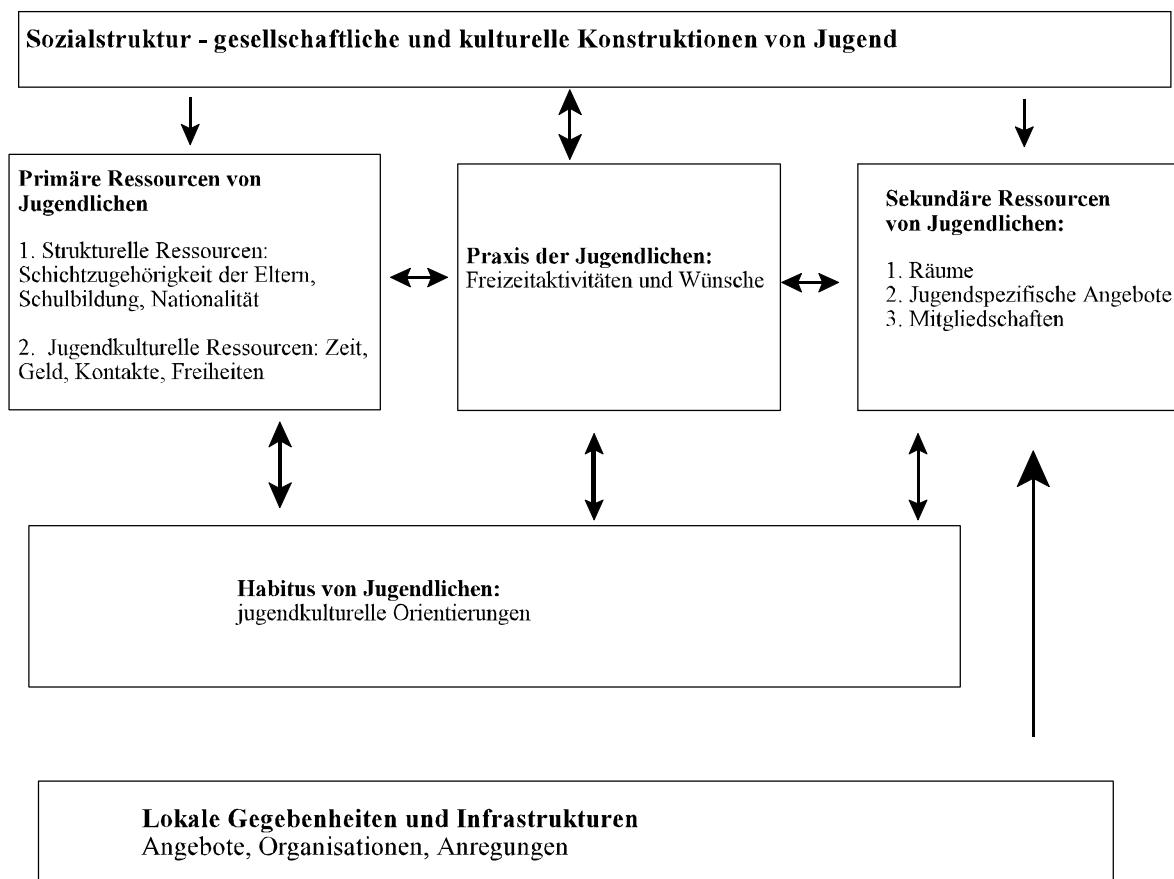 Sozialstruktur - gesellschaftliche und kulturelle Konstruktionen von Jugend
Primäre Ressourcen von
Jugendlichen
1. Strukturelle Ressourcen:
Schichtzugehörigkeit der Eltern,
Schulbildung, Nationalität
2. Jugendkulturelle Ressourcen: Zeit,
Geld, Kontakte, Freiheiten
Praxis der Jugendlichen:
Freizeitaktivitäten und Wünsche
Sekundäre Ressourcen
von Jugendlichen:
1. Räume
2. Jugendspezifische Angebote
3. Mitgliedschaften
Habitus von Jugendlichen:
jugendkulturelle Orientierungen
Lokale Gegebenheiten und Infrastrukturen
Angebote, Organisationen, Anregungen